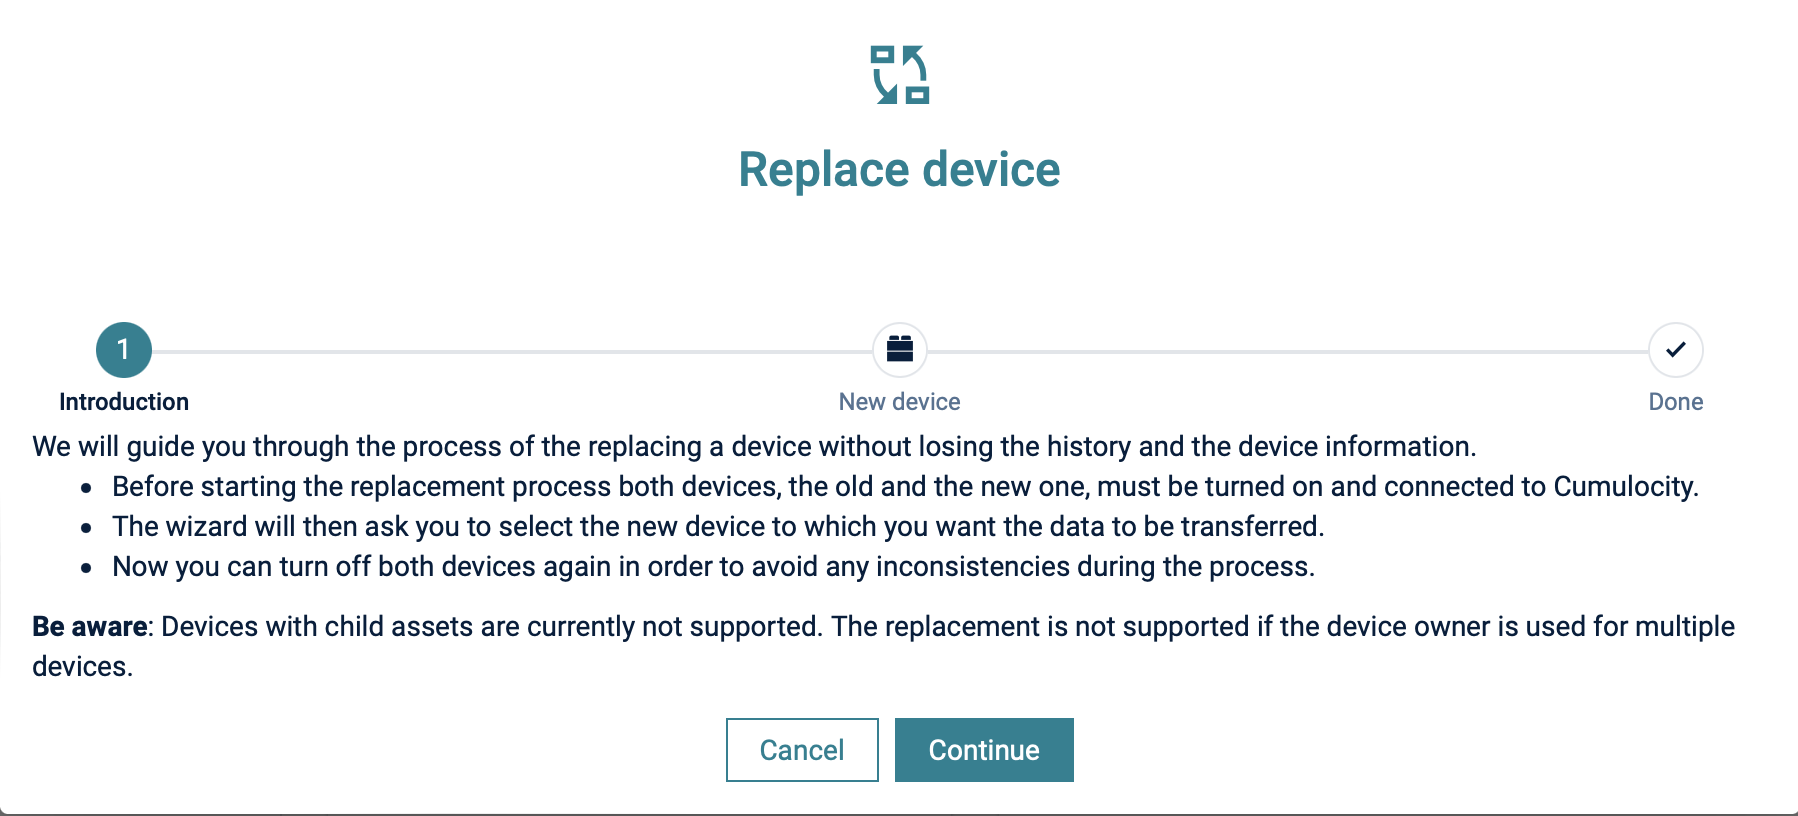 Replace device
1
Introduction
New device
Done
We will guide you through the process of the replacing a device without losing the history and the device information.
• Before starting the replacement process both devices, the old and the new one, must be turned on and connected to Cumulocity.
• The wizard will then ask you to select the new device to which you want the data to be transferred.
• Now you can turn off both devices again in order to avoid any inconsistencies during the process.
Be aware: Devices with child assets are currently not supported. The replacement is not supported if the device owner is used for multiple
devices.
Cancel
Continue